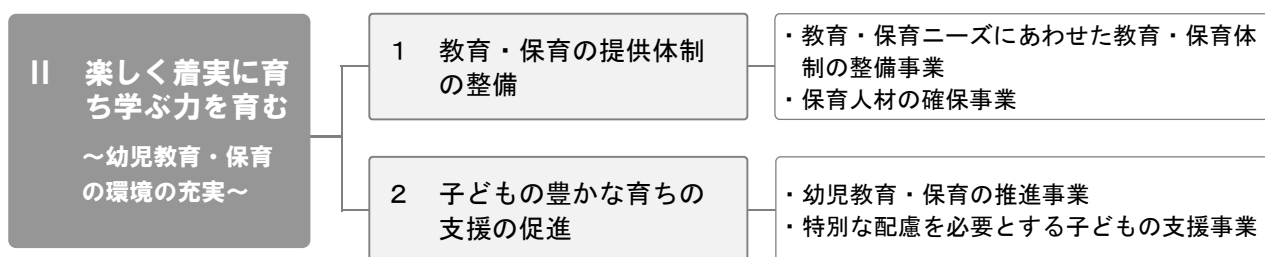 Ⅱ 楽しく着実に育
ち学ぶ力を育む
～幼児教育・保育
の環境の充実～
1 教育・保育の提供体制
の整備
・教育・保育ニーズにあわせた教育・保育体
制の整備事業
・保育人材の確保事業
2 子どもの豊かな育ちの
支援の促進
・幼児教育・保育の推進事業
・特別な配慮を必要とする子どもの支援事業